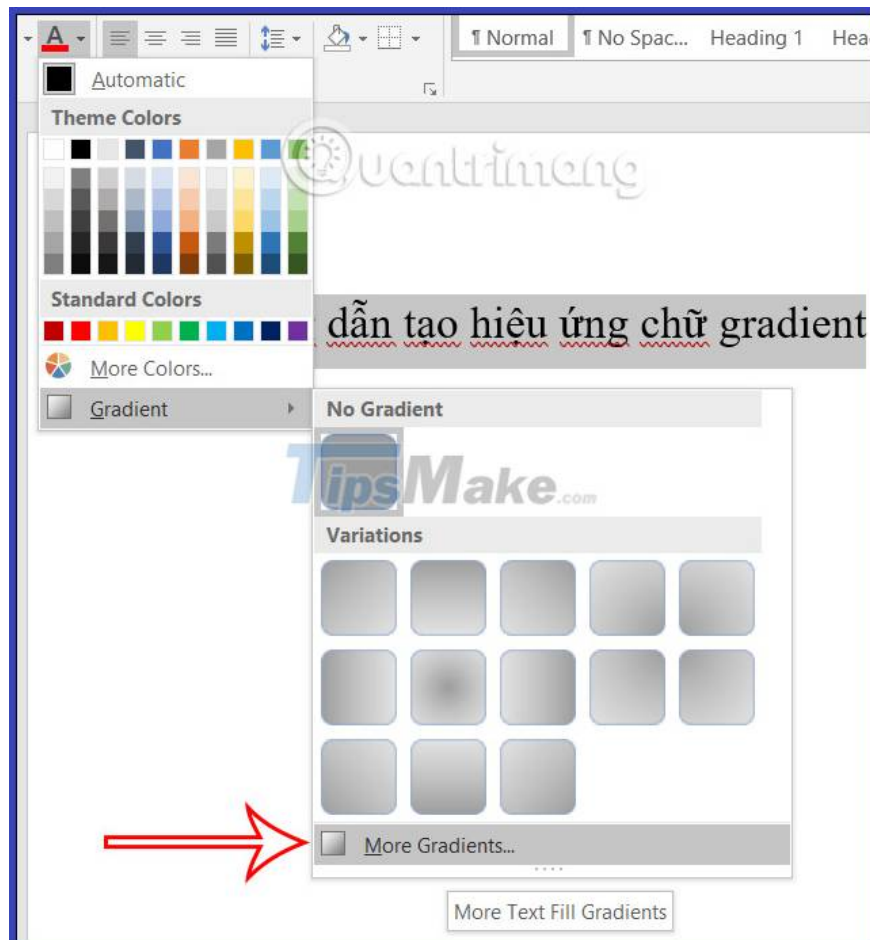 A
¶ Normal ¶ No Spac... Heading 1 Hea
Automatic
Theme Colors
Quantrimang
Standard Colors
dẫn tạo hiệu ứng chữ gradient
More Colors...
Gradient
No Gradient
TipsMake.com
Variations
More Gradients...
More Text Fill Gradients